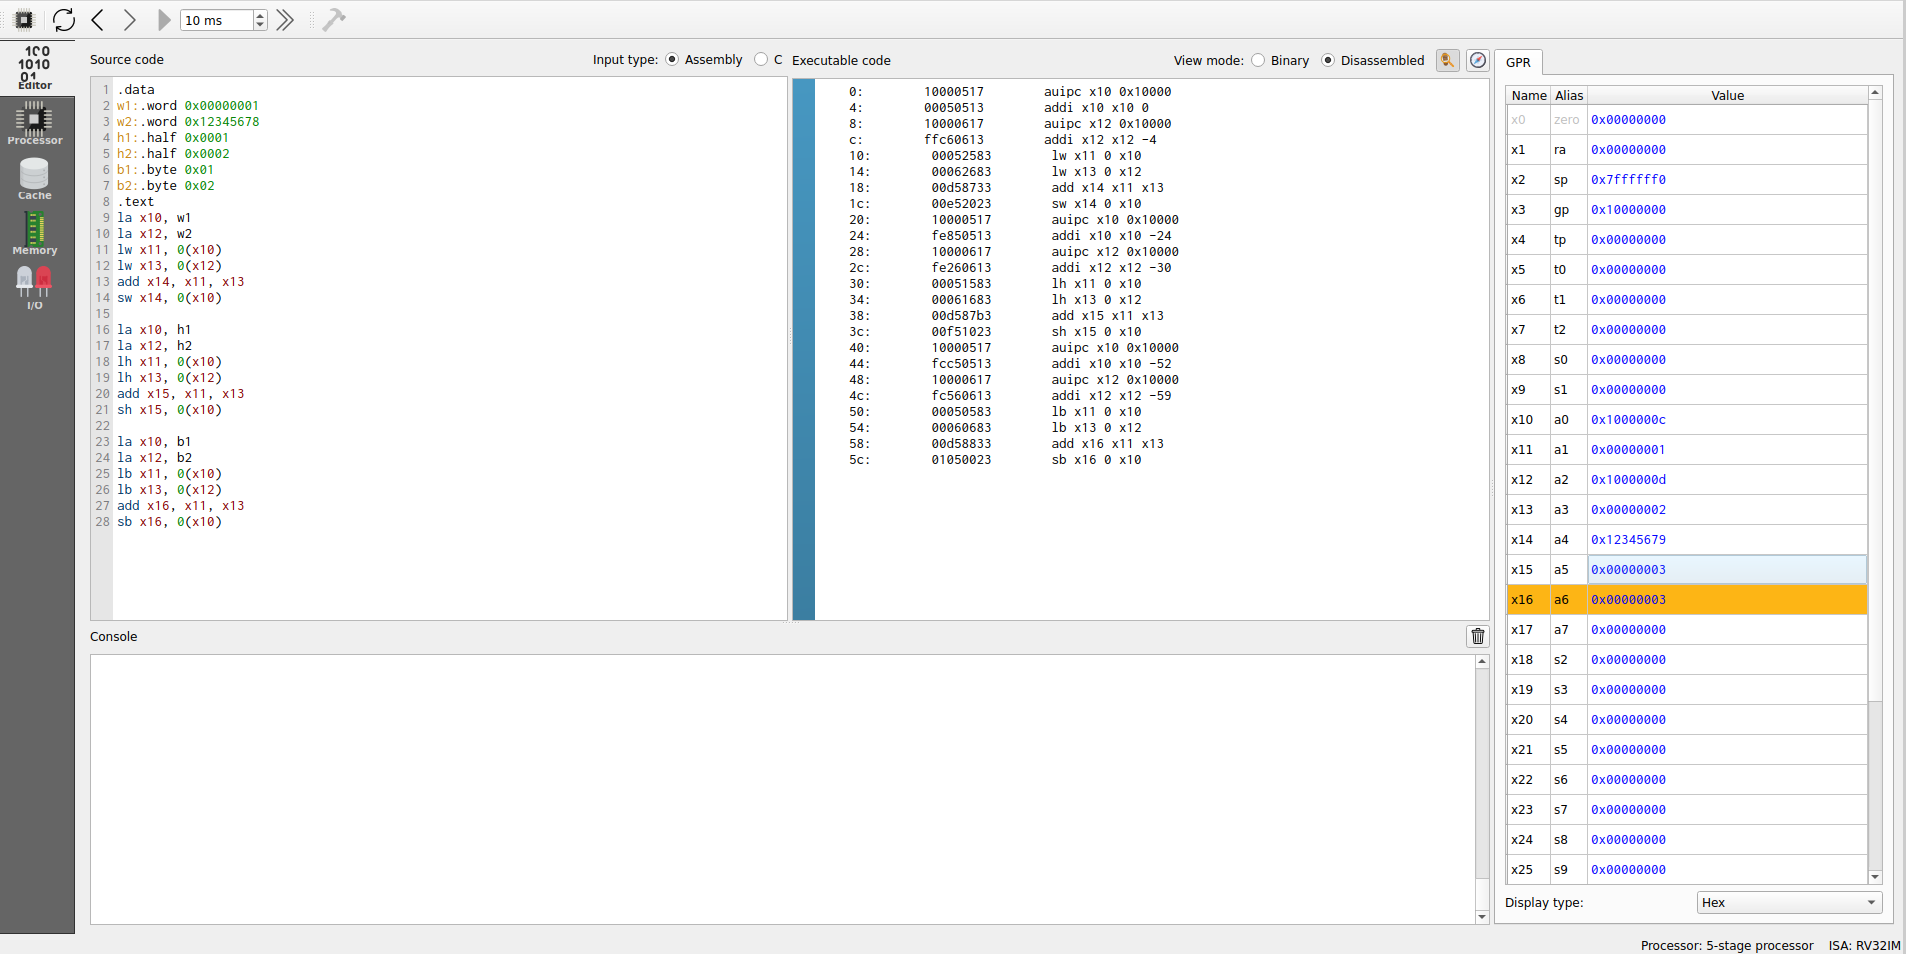 10 ms
100
1010
01
Editor
Processor
Cache
Memory
I/O
Source code
Input type: Assembly C
1 .data
2 w1:.word 0x00000001
3 w2:.word 0x12345678
4 h1:.half 0x0001
5 h2:.half 0x0002
6 b1:.byte 0x01
7 b2:.byte 0x02
8 .text
9 la x10, w1
10 la x12, w2
11 lw x11, 0(x10)
12 lw x13, 0(x12)
13 add x14, x11, x13
14 sw x14, 0(x10)
15
16 la x10, h1
17 la x12, h2
18 lh x11, 0(x10)
19 lh x13, 0(x12)
20 add x15, x11, x13
21 sh x15, 0(x10)
22
23 la x10, b1
24 la x12, b2
25 lb x11, 0(x10)
26 lb x13, 0(x12)
27 add x16, x11, x13
28 sb x16, 0(x10)
Executable code
View mode: Binary Disassembled
0: 10000517 auipc x10 0x10000
4: 00050513 addi x10 x10 0
8: 10000617 auipc x12 0x10000
c: ffc60613 addi x12 x12 -4
10: 00052583 lw x11 0 x10
14: 00062683 lw x13 0 x12
18: 00d58733 add x14 x11 x13
1c: 00e52023 sw x14 0 x10
20: 10000517 auipc x10 0x10000
24: fe850513 addi x10 x10 -24
28: 10000617 auipc x12 0x10000
2c: fe260613 addi x12 x12 -30
30: 00051583 lh x11 0 x10
34: 00061683 lh x13 0 x12
38: 00d587b3 add x15 x11 x13
3c: 00f51023 sh x15 0 x10
40: 10000517 auipc x10 0x10000
44: fcc50513 addi x10 x10 -52
48: 10000617 auipc x12 0x10000
4c: fc560613 addi x12 x12 -59
50: 00050583 lb x11 0 x10
54: 00060683 lb x13 0 x12
58: 00d58833 add x16 x11 x13
5c: 01050023 sb x16 0 x10
Console
GPR
Name Alias Value
x0 zero 0x00000000
x1 ra 0x00000000
x2 sp 0x7ffffff0
x3 gp 0x10000000
x4 tp 0x00000000
x5 t0 0x00000000
x6 t1 0x00000000
x7 t2 0x00000000
x8 s0 0x00000000
x9 s1 0x00000000
x10 a0 0x1000000c
x11 a1 0x00000001
x12 a2 0x1000000d
x13 a3 0x00000002
x14 a4 0x12345679
x15 a5 0x00000003
x16 a6 0x00000003
x17 a7 0x00000000
x18 s2 0x00000000
x19 s3 0x00000000
x20 s4 0x00000000
x21 s5 0x00000000
x22 s6 0x00000000
x23 s7 0x00000000
x24 s8 0x00000000
x25 s9 0x00000000
Display type: Hex
Processor: 5-stage processor ISA: RV32IM